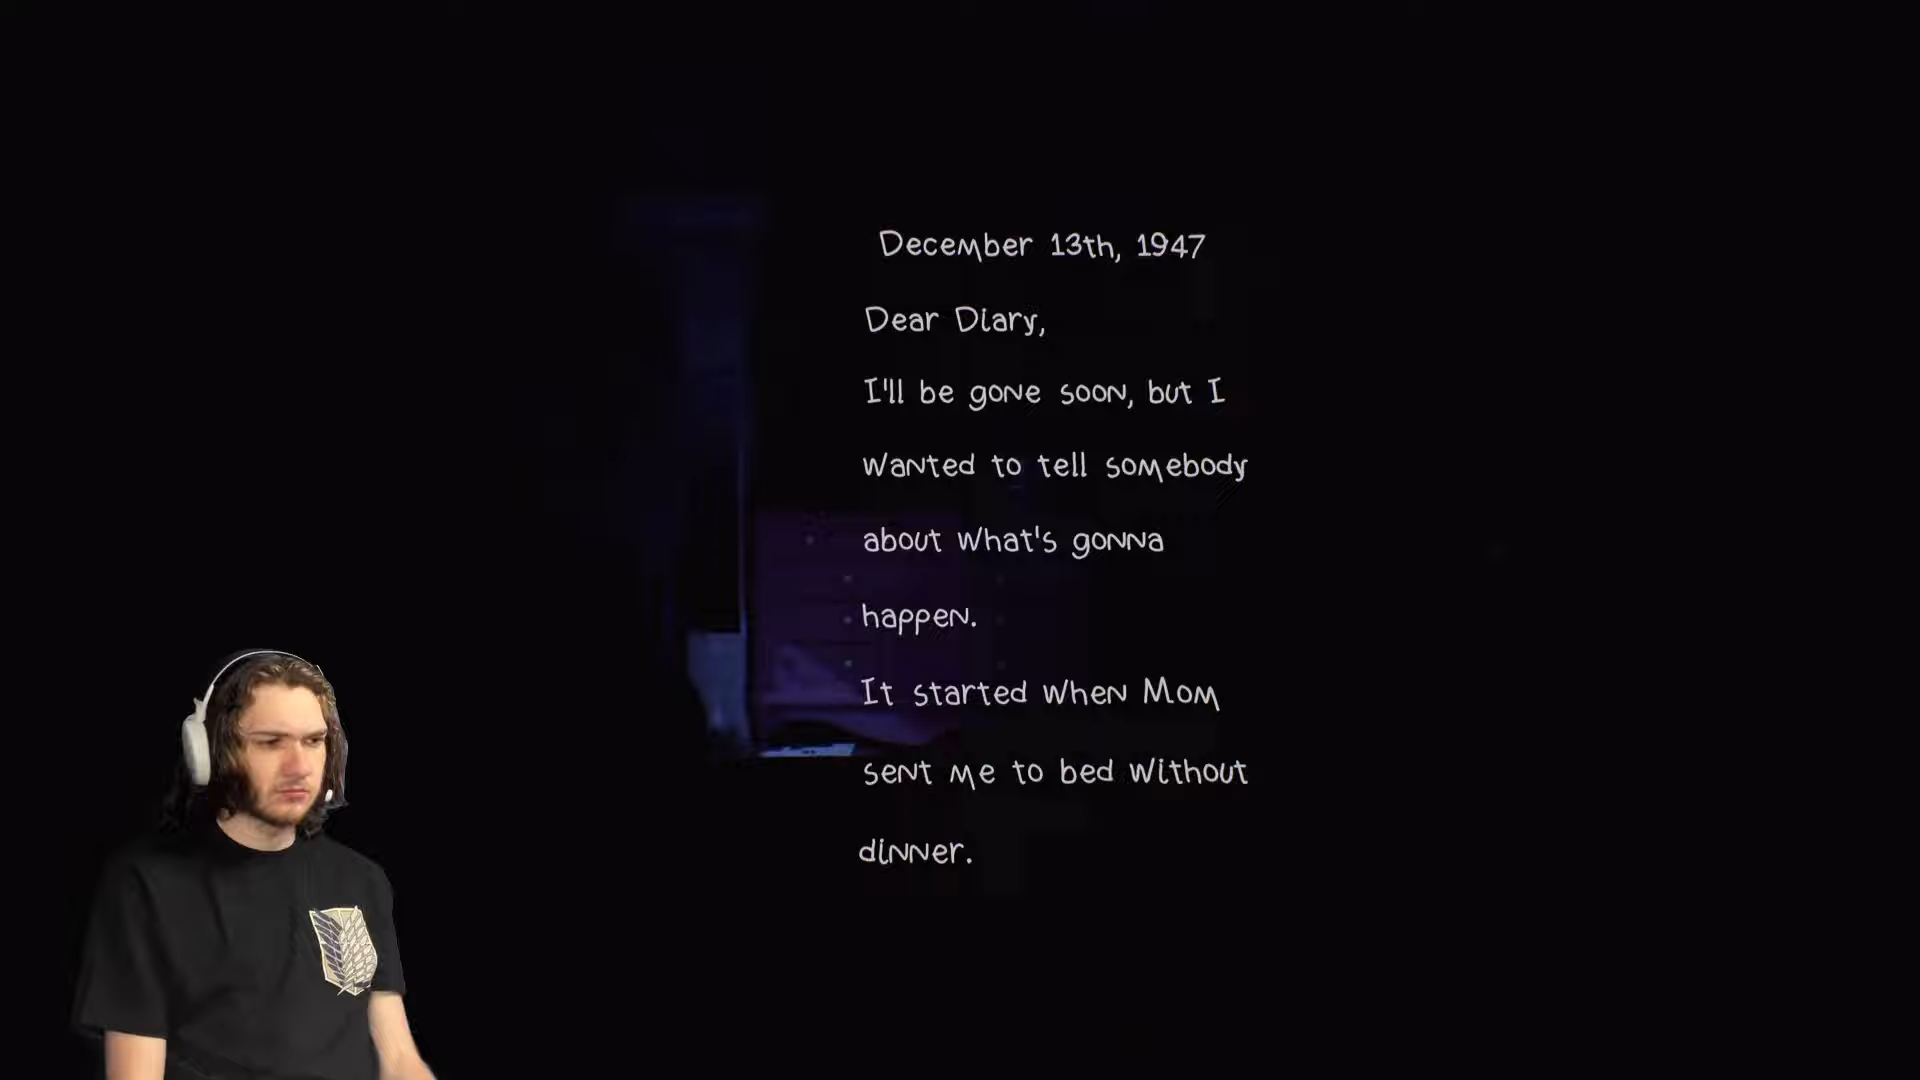 December 13th, 1947
Dear Diary,
I'll be gone soon, but I
wanted to tell somebody
about what's gonna
happen.
It started when Mom
sent me to bed without
dinner.